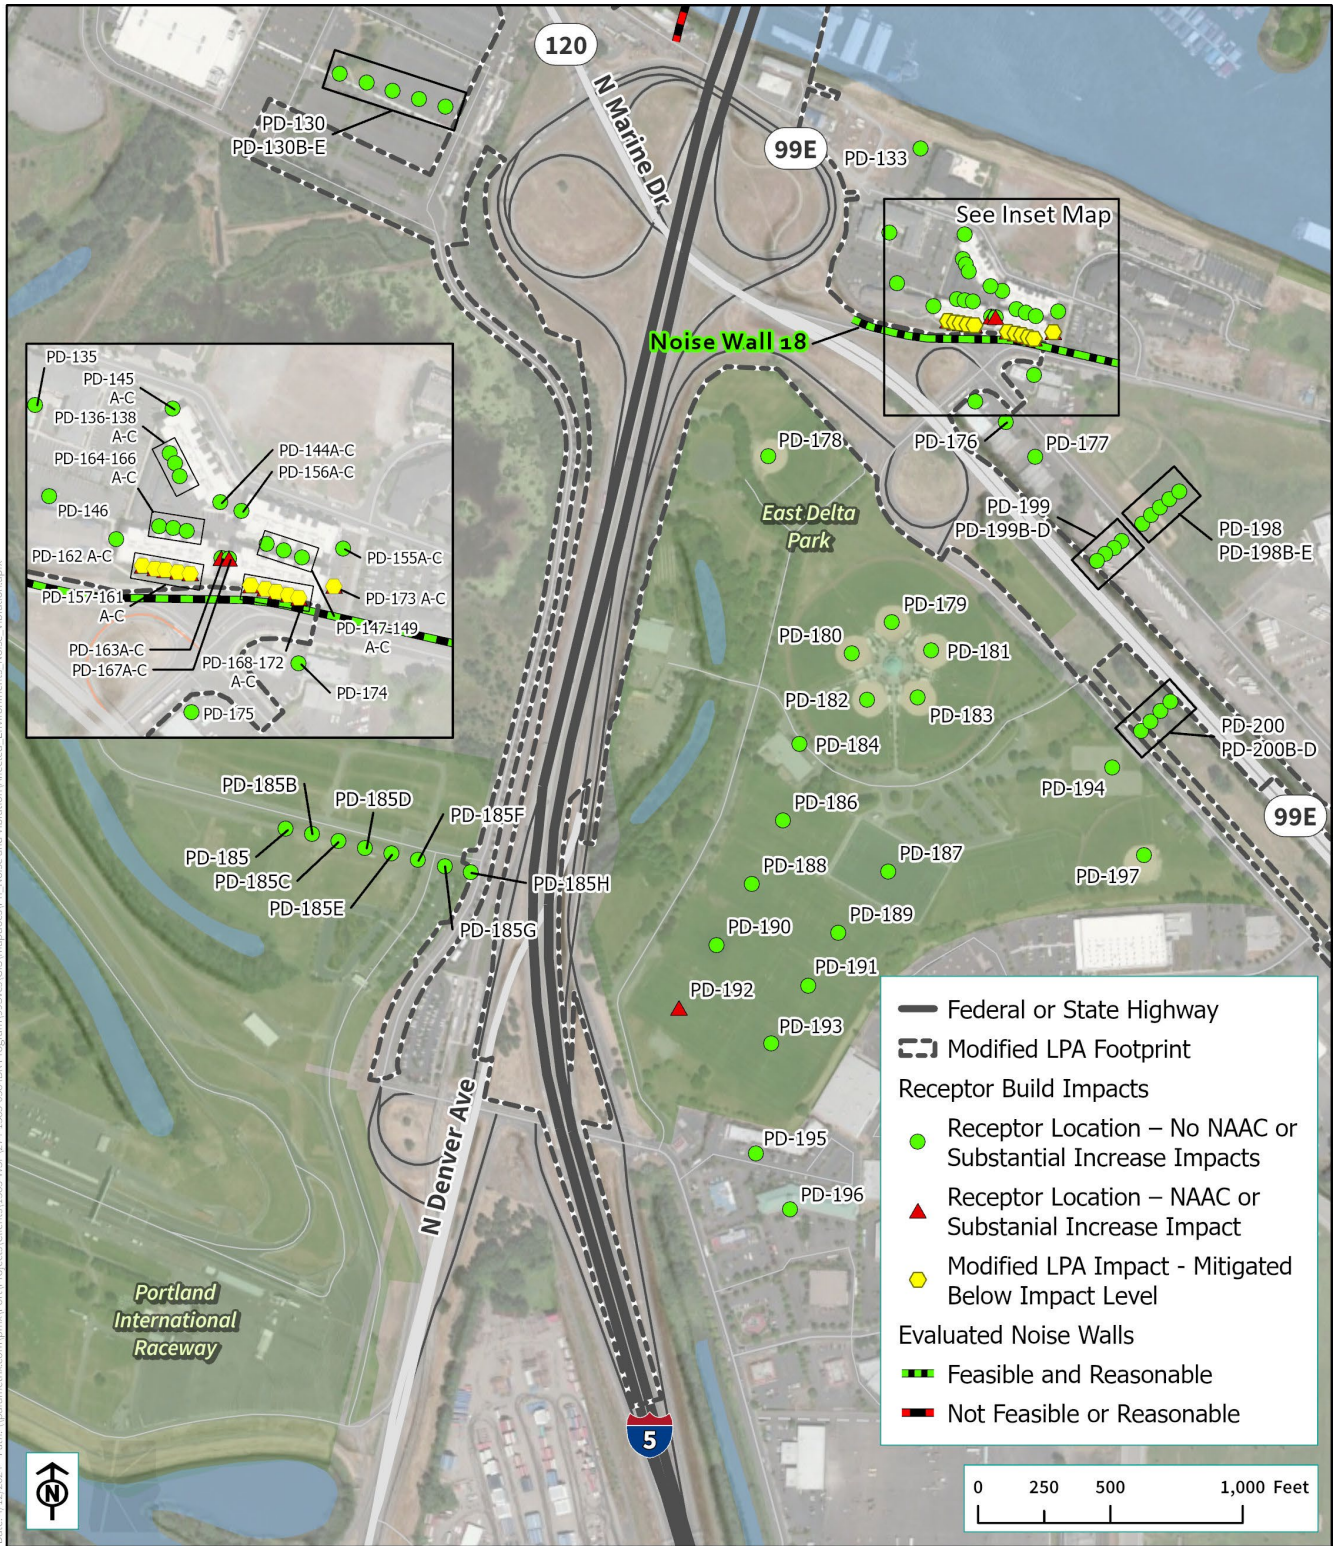 120
N Marine Dr
99E
PD-133
PD-130
PD-130B-E
See Inset Map
Noise Wall 18
PD-135
PD-145
A-C
PD-136-138
A-C
PD-164-166
A-C
PD-144A-C
PD-156A-C
PD-146
PD-162 A-C
PD-155A-C
PD-157-161
A-C
PD-173 A-C
PD-147-149
A-C
PD-163A-C
PD-167A-C
PD-168-172
A-C
PD-174
PD-175
PD-176
PD-177
PD-178
East Delta
Park
PD-199
PD-199B-D
PD-198
PD-198B-E
PD-179
PD-180
PD-181
PD-182
PD-183
PD-184
PD-200
PD-200B-D
PD-194
99E
PD-186
PD-185B
PD-185D
PD-185F
PD-185
PD-185C
PD-185E
PD-185H
PD-185G
PD-187
PD-188
PD-197
PD-189
PD-190
PD-191
PD-192
PD-193
PD-195
PD-196
N Denver Ave
Portland
International
Raceway
5
N
Federal or State Highway
Modified LPA Footprint
Receptor Build Impacts
Receptor Location – No NAAC or
Substantial Increase Impacts
Receptor Location – NAAC or
Substanial Increase Impact
Modified LPA Impact - Mitigated
Below Impact Level
Evaluated Noise Walls
Feasible and Reasonable
Not Feasible or Reasonable
0 250 500 1,000 Feet